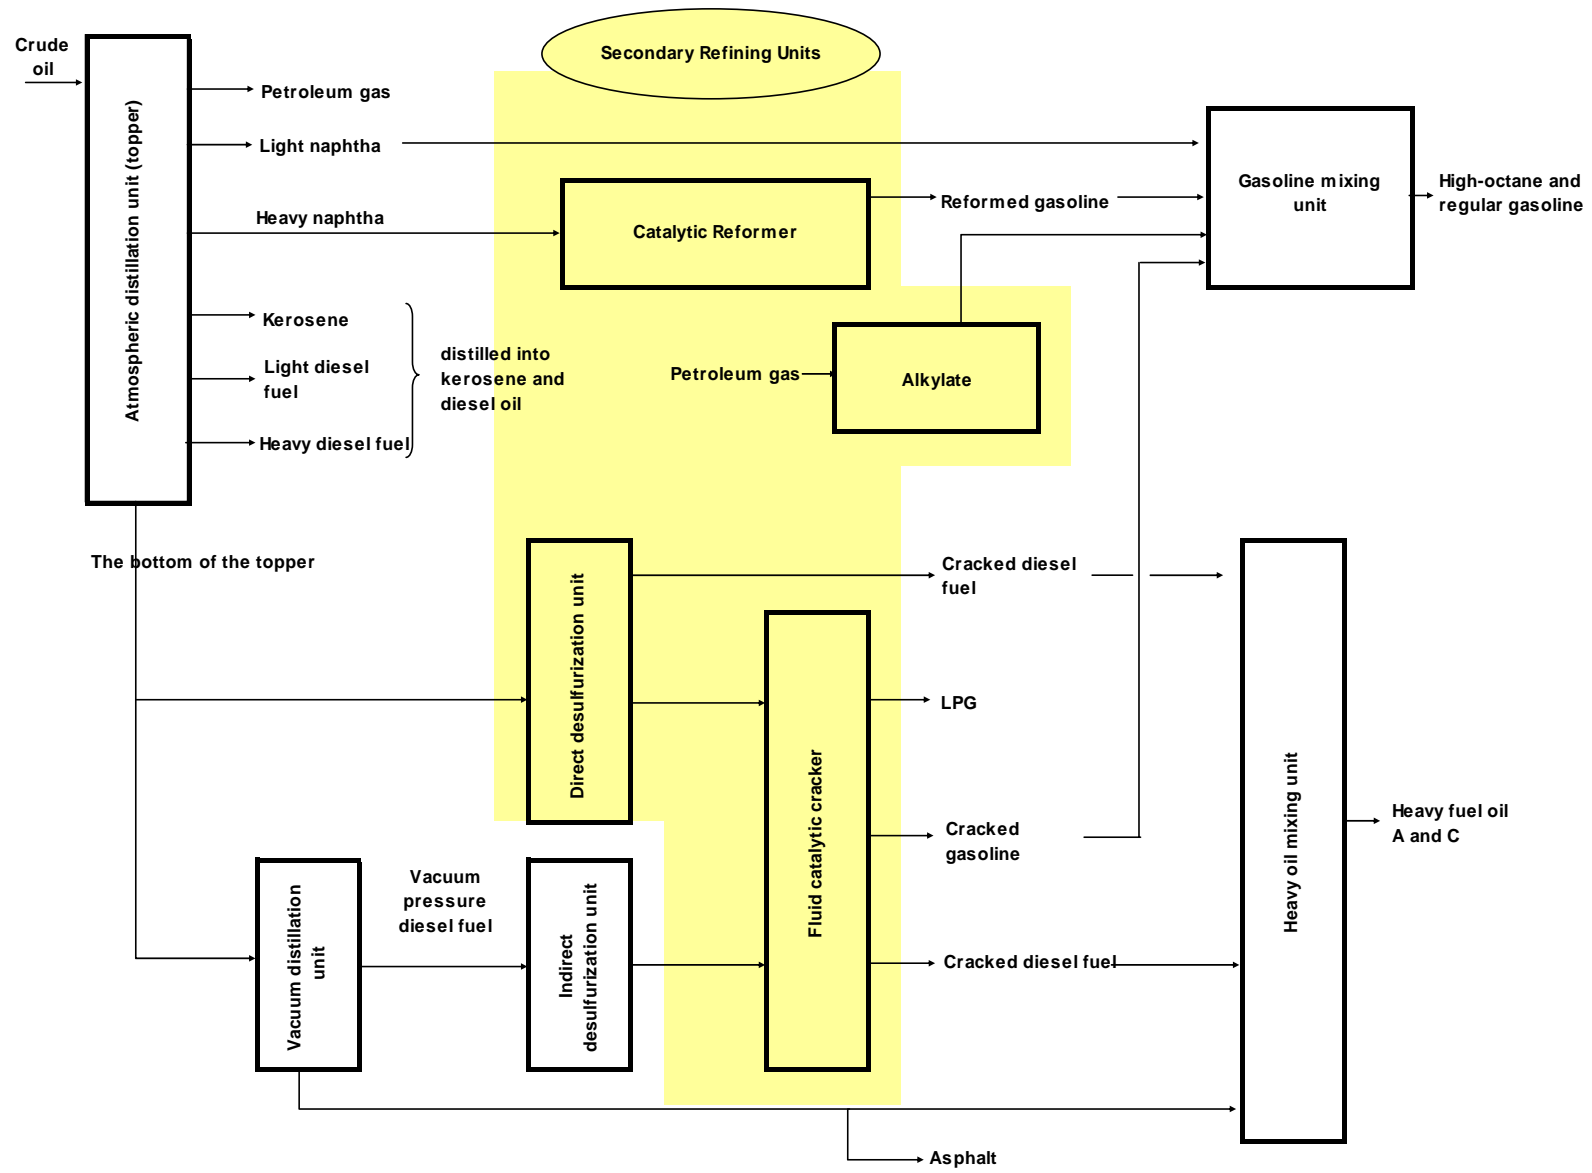 Secondary Refining Units
Crude
oil
Atmospheric distillation unit (topper)
Petroleum gas
Light naphtha
Heavy naphtha
Catalytic Reformer
Reformed gasoline
Gasoline mixing
unit
High-octane and
regular gasoline
Kerosene
Light diesel
fuel
Heavy diesel fuel
distilled into
kerosene and
diesel oil
Petroleum gas
Alkylate
The bottom of the topper
Direct desulfurization unit
Cracked diesel
fuel
LPG
Fluid catalytic cracker
Cracked
gasoline
Heavy oil mixing unit
Heavy fuel oil
A and C
Vacuum distillation
unit
Vacuum
pressure
diesel fuel
Indirect
desulfurization unit
Cracked diesel fuel
Asphalt